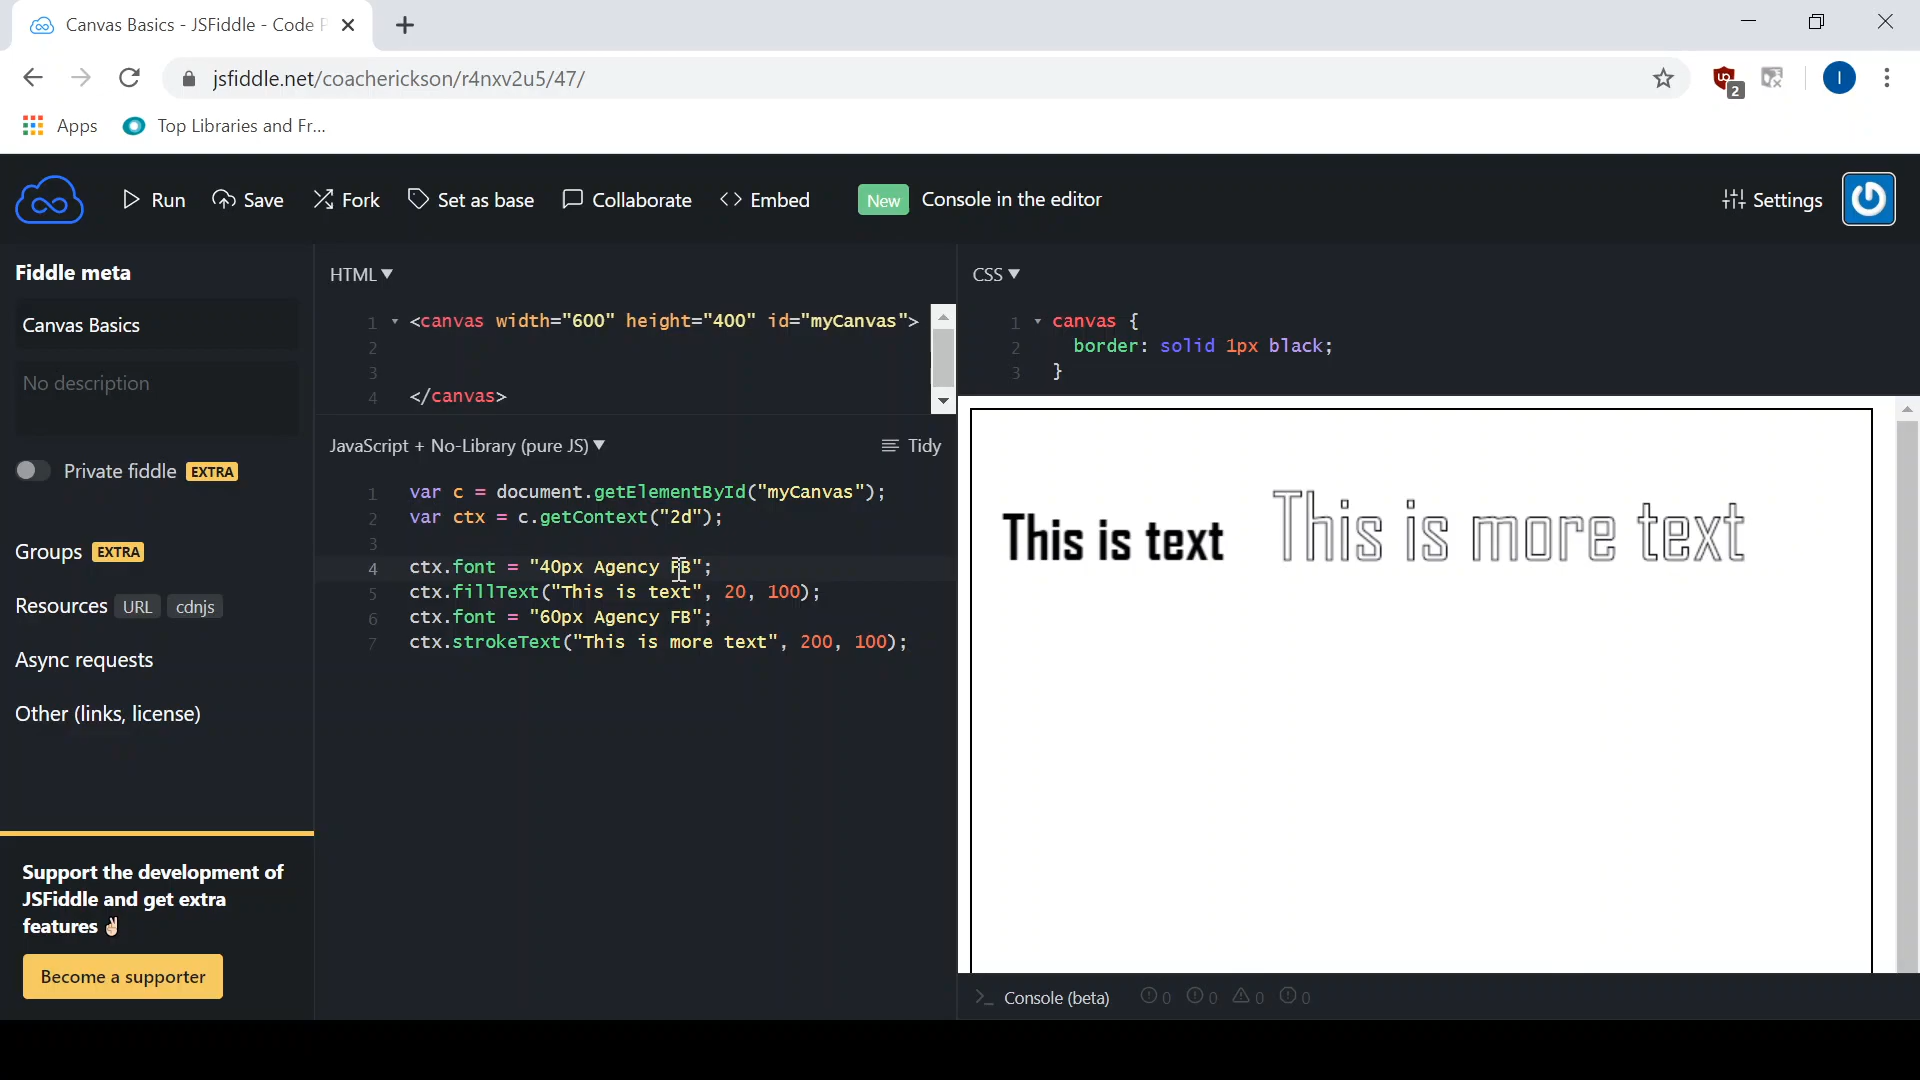 Canvas Basics - JSFiddle - Code P
jsfiddle.net/coacherickson/r4nxv2u5/47/
2
I
Apps
Top Libraries and Fr...
Run
Save
Fork
Set as base
Collaborate
<> Embed
New
Console in the editor
Settings
Fiddle meta
Canvas Basics
No description
Private fiddle EXTRA
Groups EXTRA
Resources URL cdnjs
Async requests
Other (links, license)
Support the development of
JSFiddle and get extra
features ✌🏻
Become a supporter
HTML▼
1 <canvas width="600" height="400" id="myCanvas">
2
3
4 </canvas>
JavaScript + No-Library (pure JS)▼
Tidy
1 var c = document.getElementById("myCanvas");
2 var ctx = c.getContext("2d");
3
4 ctx.font = "40px Agency FB";
5 ctx.fillText("This is text", 20, 100);
6 ctx.font = "60px Agency FB";
7 ctx.strokeText("This is more text", 200, 100);
CSS▼
1 canvas {
2 border: solid 1px black;
3 }
This is text
This is more text
>_ Console (beta)
0 0 0 0